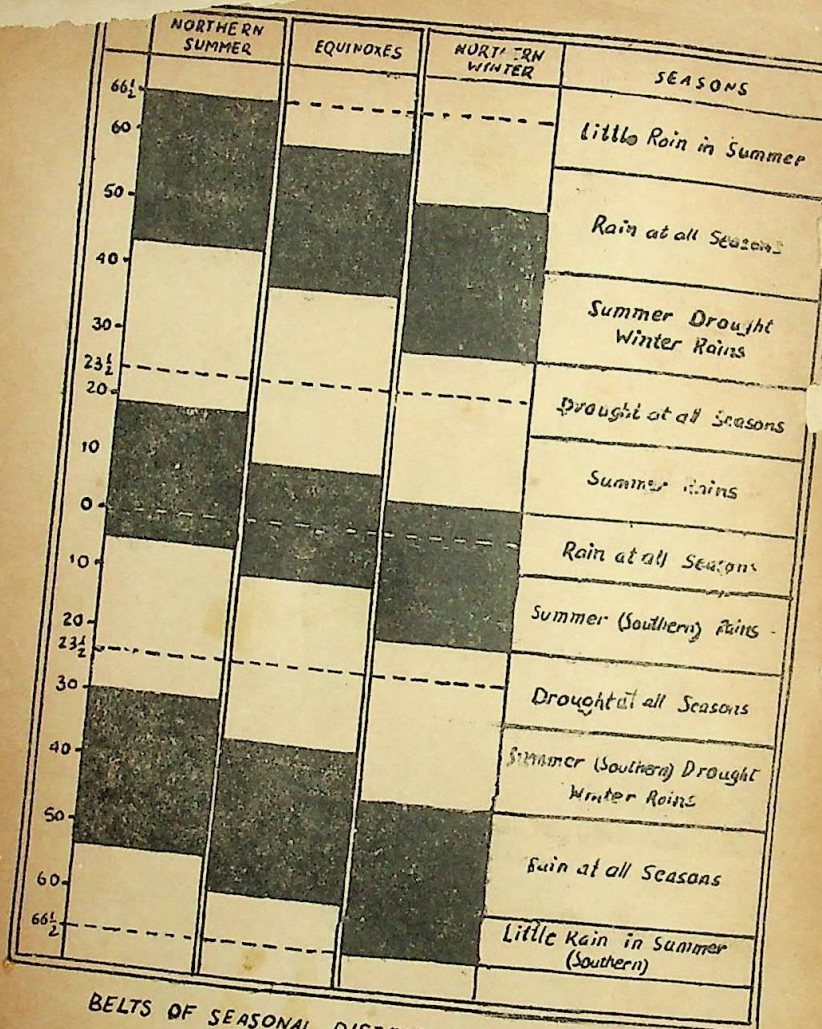 NORTHERN
SUMMER
EQUINOXES
NORTHERN
WINTER
SEASONS
66½
60
50
40
30
23½
20
10
0
10
20
23½
30
40
50
60
66½
Little Rain in Summer
Rain at all Seasons
Summer Drought
Winter Rains
Drought at all Seasons
Summer Rains
Rain at all Seasons
Summer (Southern) Rains
Drought at all Seasons
Summer (Southern) Drought
Winter Rains
Rain at all Seasons
Little Rain in Summer
(Southern)
BELTS OF SEASONAL